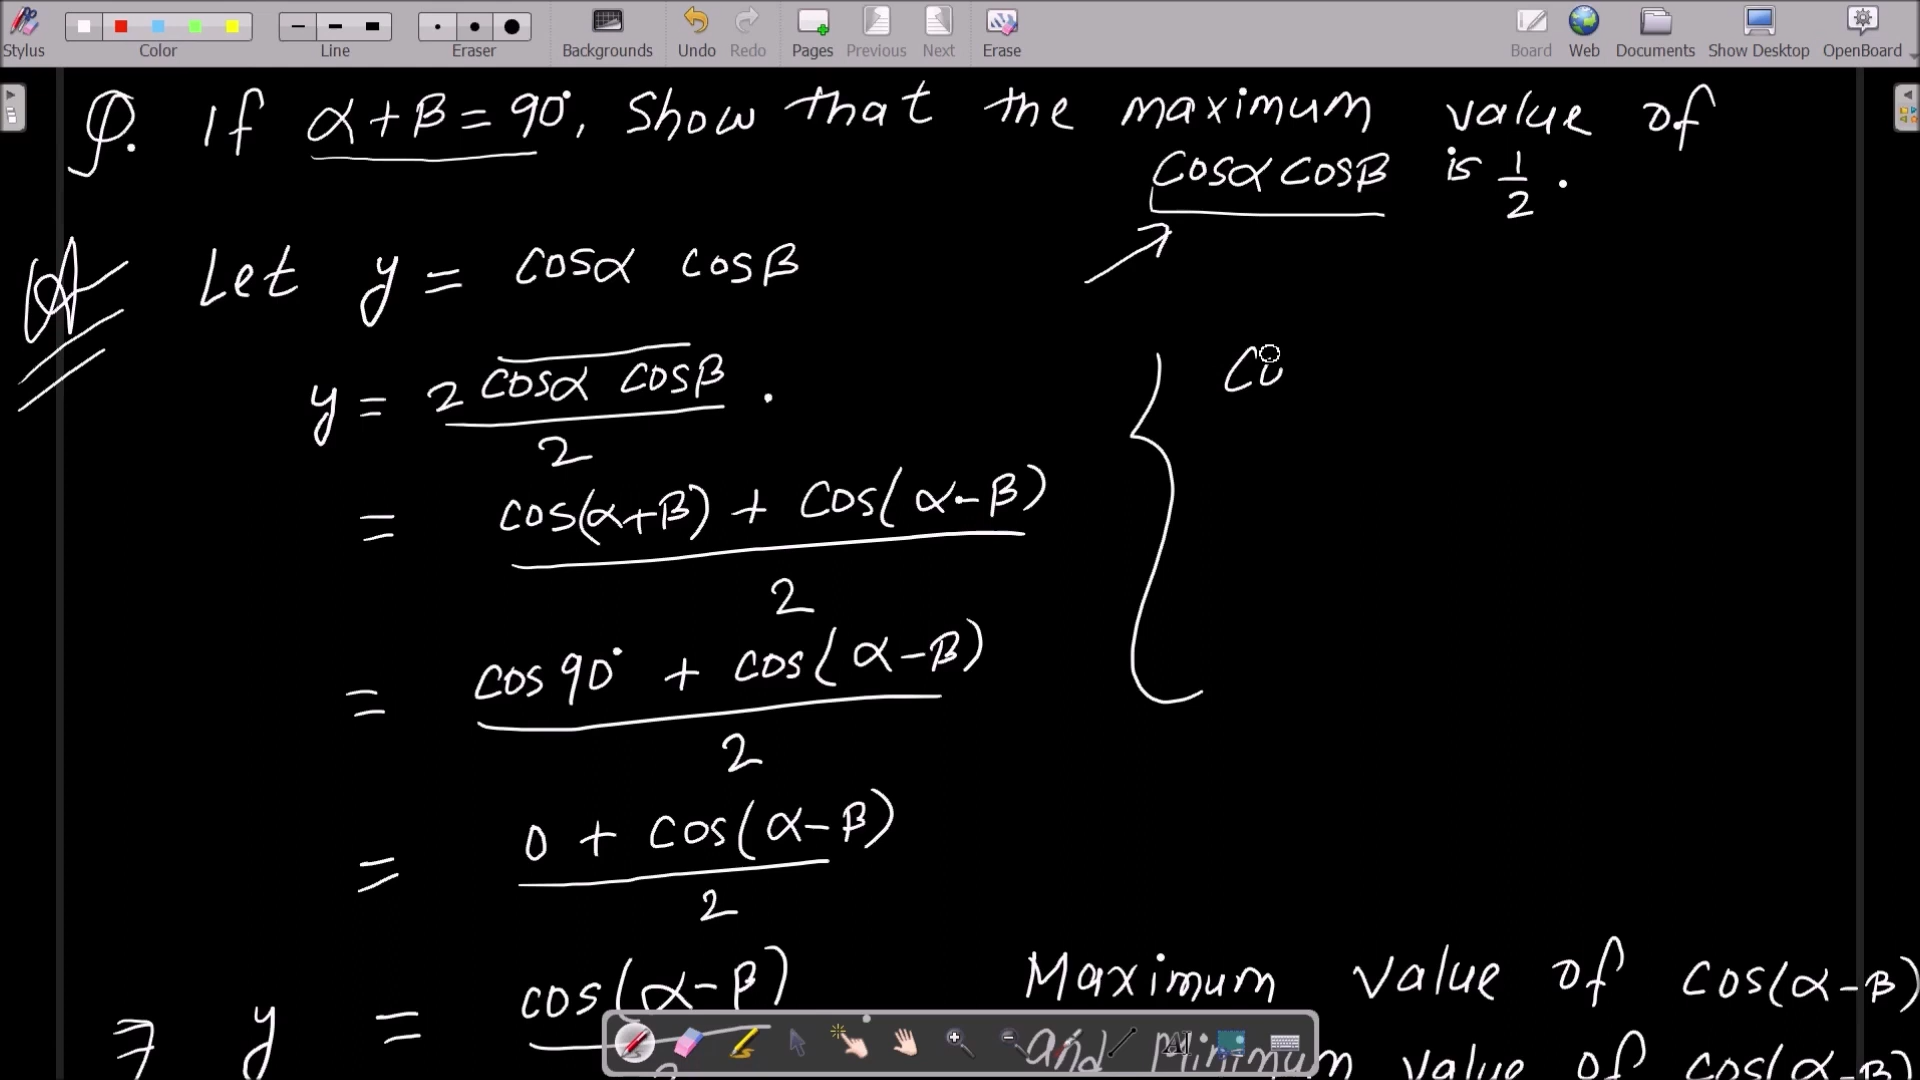 Stylus Color Line Eraser Backgrounds Undo Redo Pages Previous Next Erase Board Web Documents Show Desktop OpenBoard
Q. If α+β=90°, Show that the maximum value of
cosα cosβ is 1/2.
Let y = cosα cosβ
y = 2 cosα cosβ / 2 .
= cos(α+β) + cos(α-β) / 2
= cos 90° + cos(α-β) / 2
= 0 + cos(α-β) / 2
y = cos(α-β)
Maximum value of cos(α-β)
and minimum value of cos(α-β)